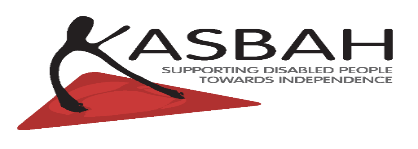 KASBAH
SUPPORTING DISABLED PEOPLE
TOWARDS INDEPENDENCE